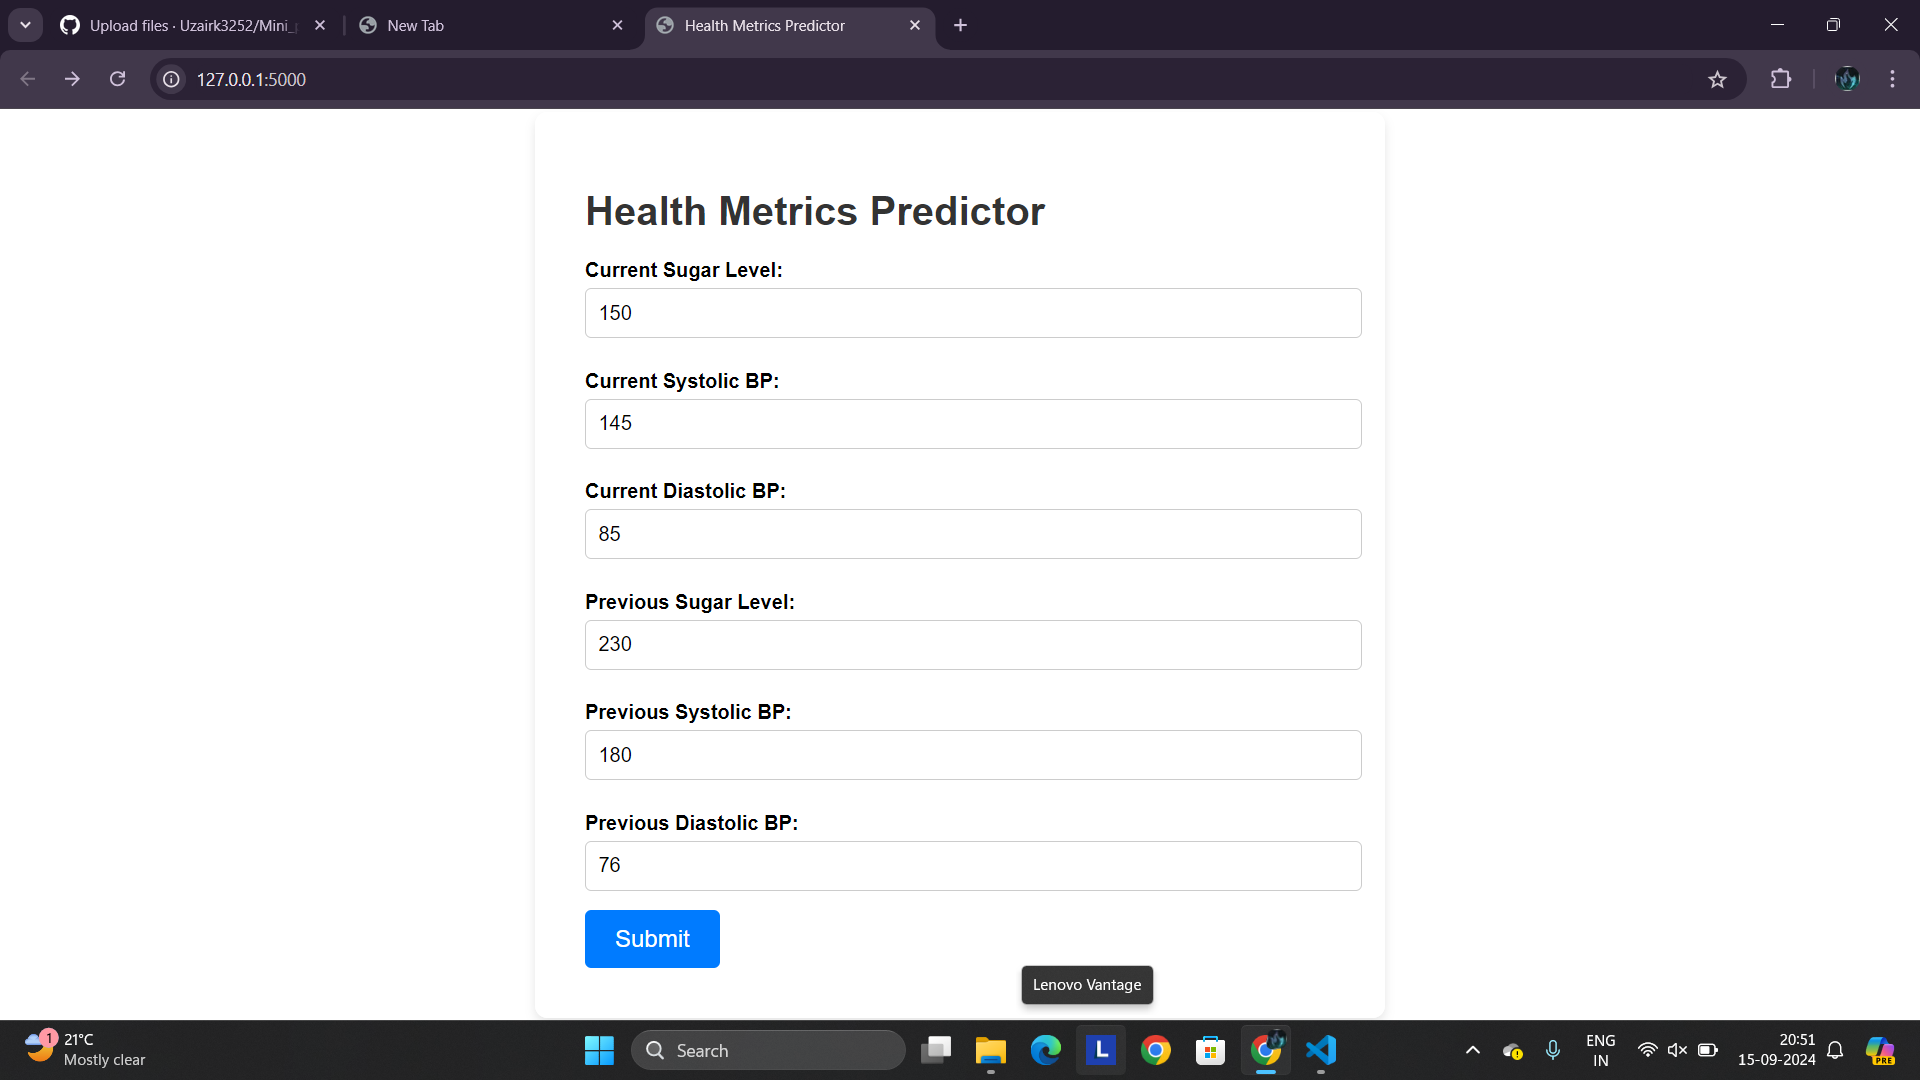 Upload files · Uzairk3252/Mini_
New Tab
Health Metrics Predictor
127.0.0.1:5000
Health Metrics Predictor
Current Sugar Level:
150
Current Systolic BP:
145
Current Diastolic BP:
85
Previous Sugar Level:
230
Previous Systolic BP:
180
Previous Diastolic BP:
76
Submit
Lenovo Vantage
1
21°C
Mostly clear
Search
L
ENG
IN
20:51
15-09-2024
PRE